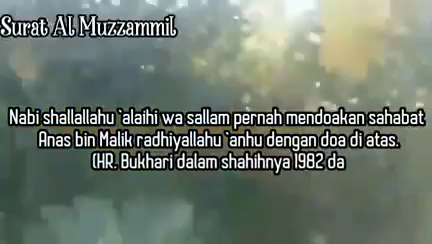 Surat Al Muzzammil
Nabi shallallahu `alaihi wa sallam pernah mendoakan sahabat
Anas bin Malik radhiyallahu `anhu dengan doa di atas.
(HR. Bukhari dalam shahihnya 1982 da